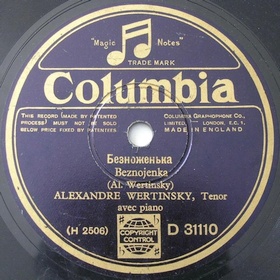 "Magic Notes"
TRADE MARK
Columbia
THIS RECORD (MADE BY PATENTED
PROCESS) MUST NOT BE SOLD
BELOW PRICE FIXED BY PATENTEES
COLUMBIA GRAPHOPHONE CO.,
LIMITED - LONDON, E.C. 1.
MADE IN ENGLAND
Безноженька
Beznojenka
(Al. Wertinsky)
ALEXANDRE WERTINSKY, Tenor
avec piano
(H 2506)
COPYRIGHT
CONTROL
D 31110